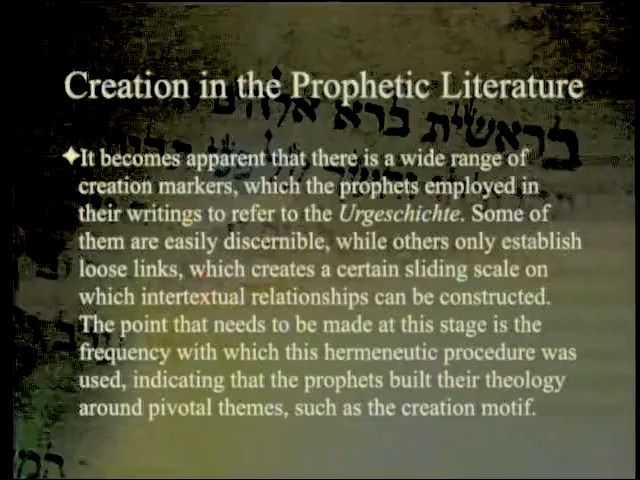 Creation in the Prophetic Literature
בראשית ברא אלהים
✦It becomes apparent that there is a wide range of
creation markers, which the prophets employed in
their writings to refer to the Urgeschichte. Some of
them are easily discernible, while others only establish
loose links, which creates a certain sliding scale on
which intertextual relationships can be constructed.
The point that needs to be made at this stage is the
frequency with which this hermeneutic procedure was
used, indicating that the prophets built their theology
around pivotal themes, such as the creation motif.